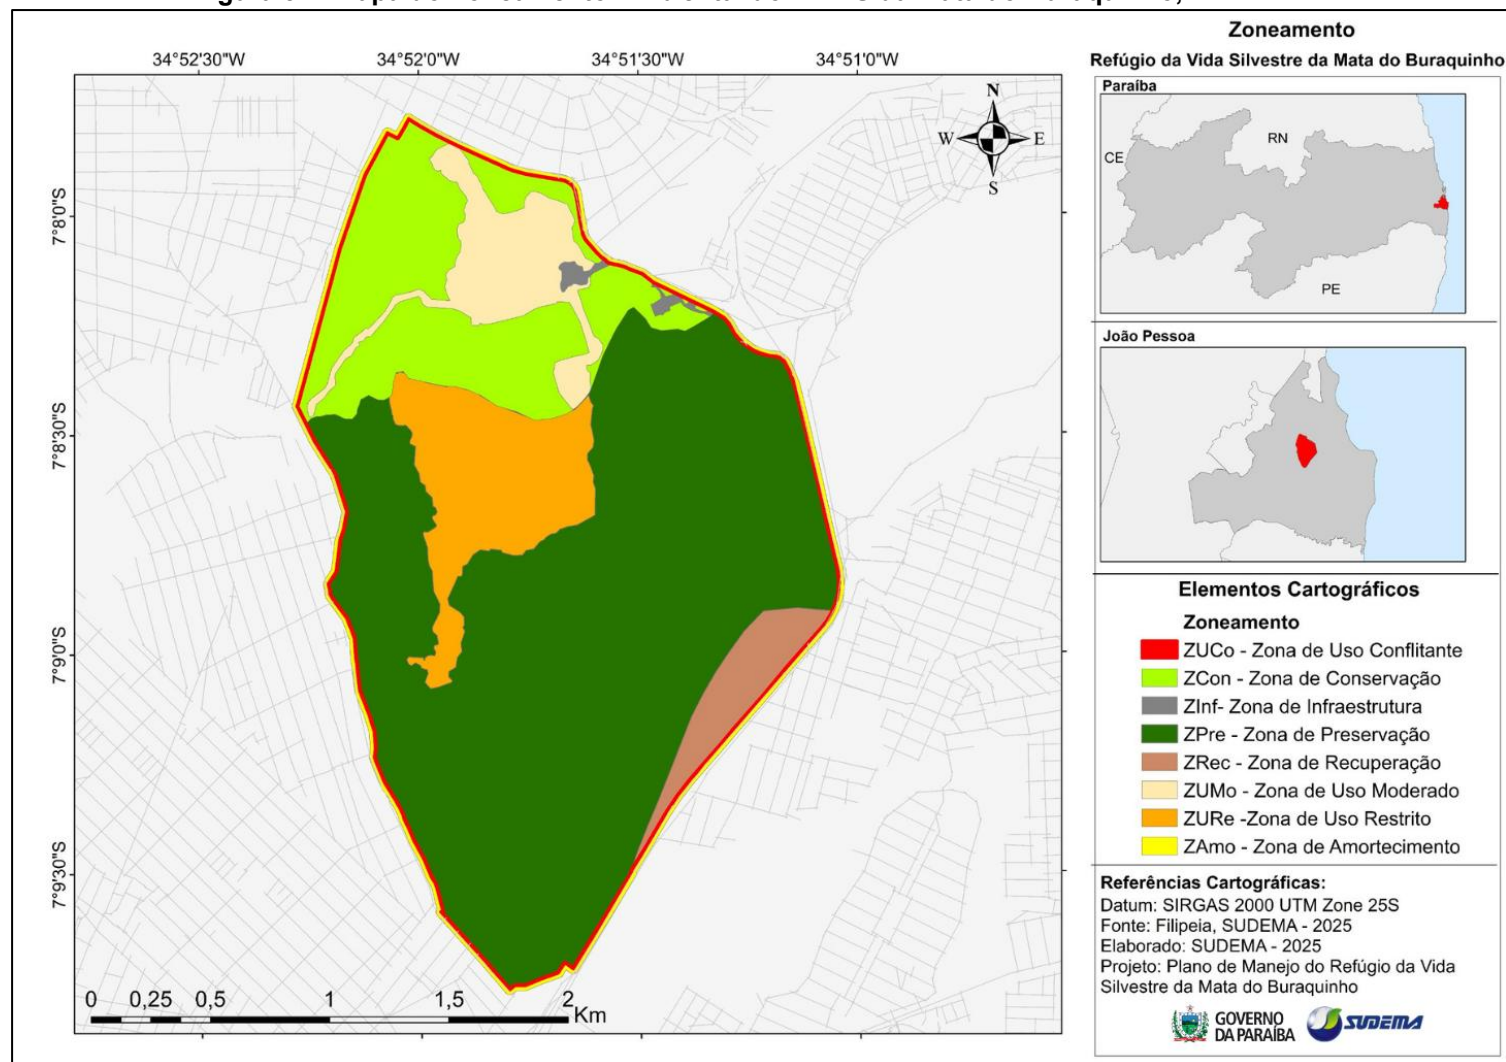 Zoneamento
Refúgio da Vida Silvestre da Mata do Buraquinho
34°52'30"W 34°52'0"W 34°51'30"W 34°51'0"W
7°8'0"S
7°8'30"S
7°9'0"S
7°9'30"S
N
W E
S
0 0,25 0,5 1 1,5 2
Km
Paraíba
CE
RN
PE
João Pessoa
Elementos Cartográficos
Zoneamento
ZUCo - Zona de Uso Conflitante
ZCon - Zona de Conservação
ZInf- Zona de Infraestrutura
ZPre - Zona de Preservação
ZRec - Zona de Recuperação
ZUMo - Zona de Uso Moderado
ZURe -Zona de Uso Restrito
ZAmo - Zona de Amortecimento
Referências Cartográficas:
Datum: SIRGAS 2000 UTM Zone 25S
Fonte: Filipeia, SUDEMA - 2025
Elaborado: SUDEMA - 2025
Projeto: Plano de Manejo do Refúgio da Vida
Silvestre da Mata do Buraquinho
GOVERNO
DA PARAÍBA
SUDEMA